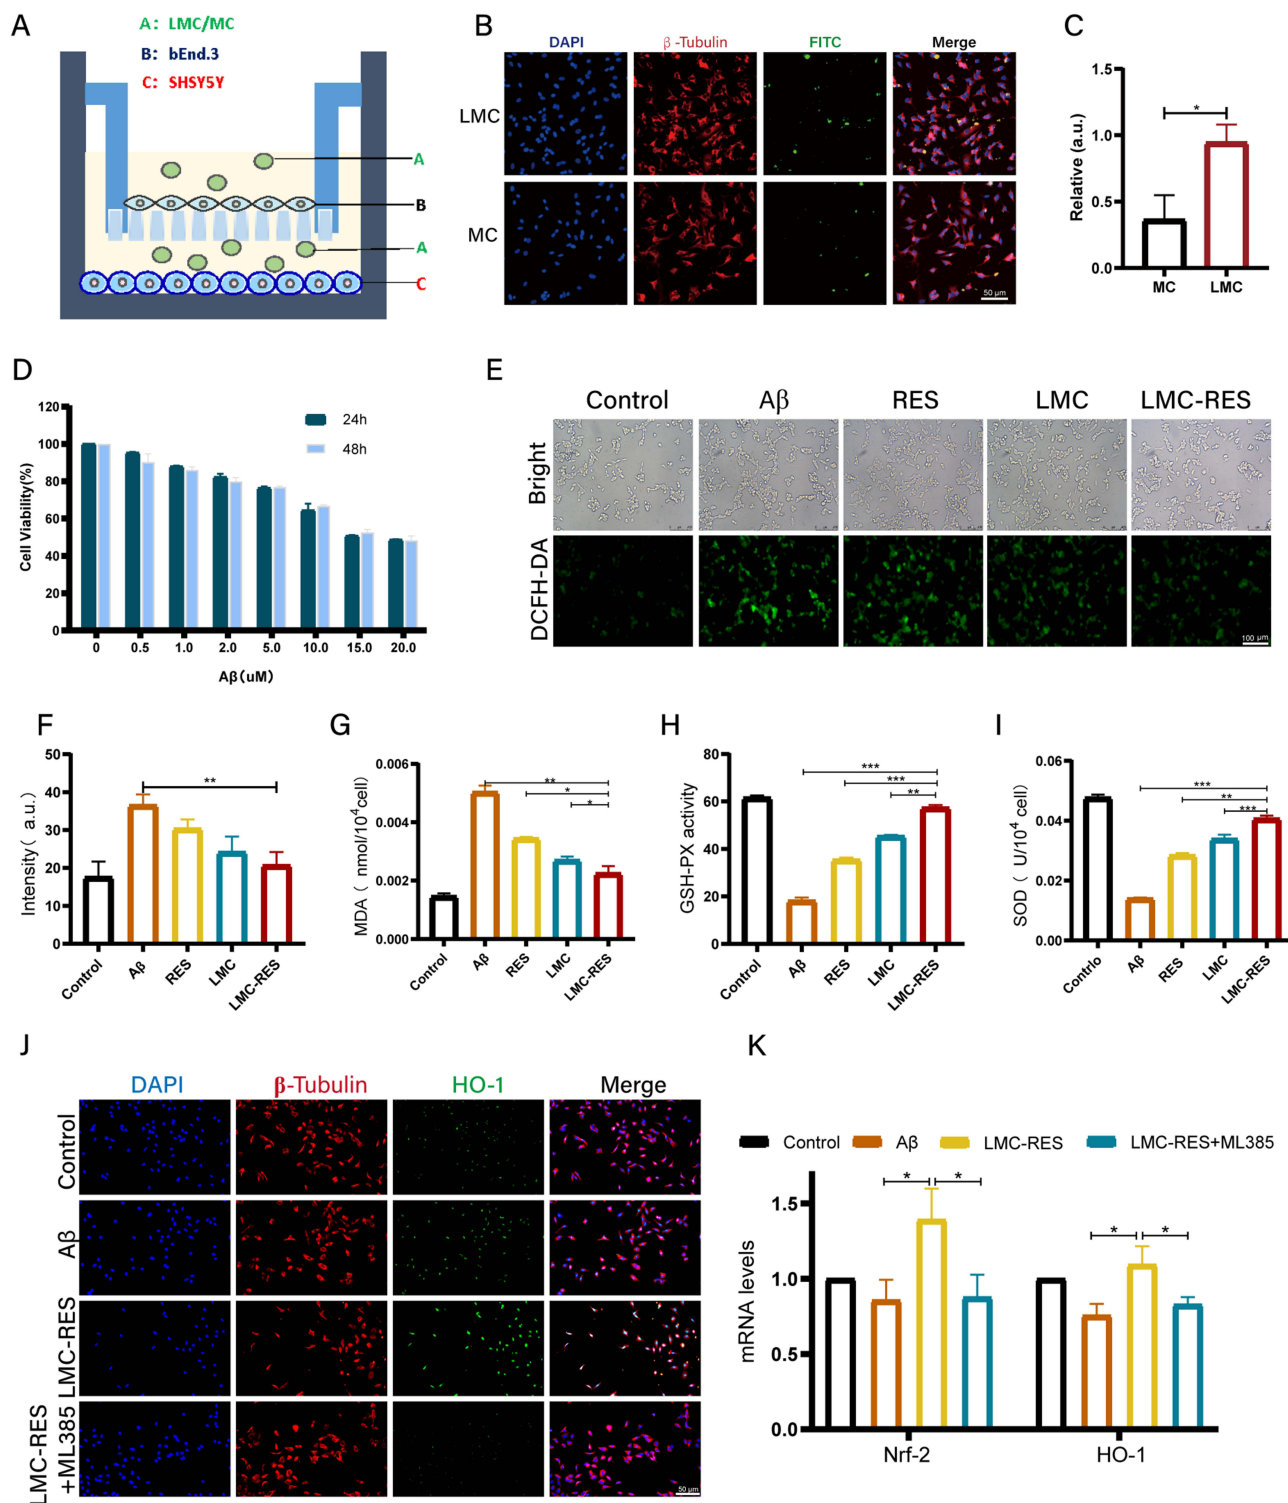 A
A: LMC/MC
B: bEnd.3
C: SHSY5Y
A
B
A
C
B
DAPI β-Tubulin FITC Merge
LMC
MC
50 μm
C
Relative (a.u.)
1.5
1.0
0.5
0.0
*
MC LMC
D
Cell Viability(%)
120
100
80
60
40
20
0
24h
48h
0 0.5 1.0 2.0 5.0 10.0 15.0 20.0
Aβ(uM)
E
Control Aβ RES LMC LMC-RES
Bright
DCFH-DA
100 μm
F
Intensity( a.u.)
50
40
30
20
10
0
**
Control Aβ RES LMC LMC-RES
G
MDA( nmol/10⁴cell)
0.006
0.004
0.002
0.000
**
*
*
Control Aβ RES LMC LMC-RES
H
GSH-PX activity
80
60
40
20
0
***
***
**
Control Aβ RES LMC LMC-RES
I
SOD( U/10⁴ cell)
0.06
0.04
0.02
0.00
***
**
***
Contrlo Aβ RES LMC LMC-RES
J
DAPI β-Tubulin HO-1 Merge
Control
Aβ
LMC-RES
LMC-RES
+ML385
50 μm
K
Control Aβ LMC-RES LMC-RES+ML385
mRNA levels
1.5
1.0
0.5
0.0
* *
* *
Nrf-2 HO-1